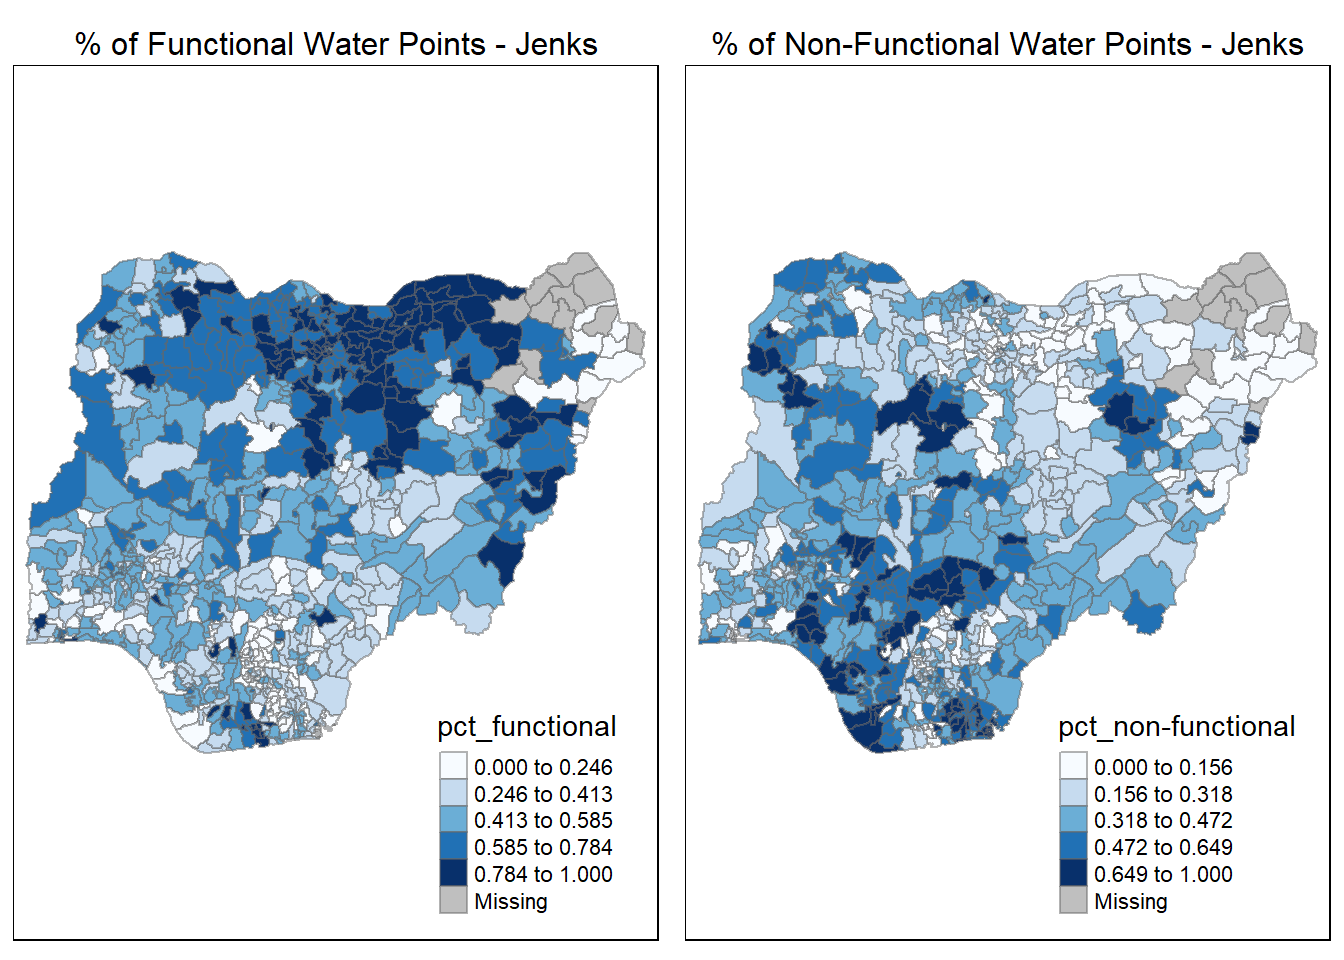 % of Functional Water Points - Jenks
pct_functional
0.000 to 0.246
0.246 to 0.413
0.413 to 0.585
0.585 to 0.784
0.784 to 1.000
Missing
% of Non-Functional Water Points - Jenks
pct_non-functional
0.000 to 0.156
0.156 to 0.318
0.318 to 0.472
0.472 to 0.649
0.649 to 1.000
Missing